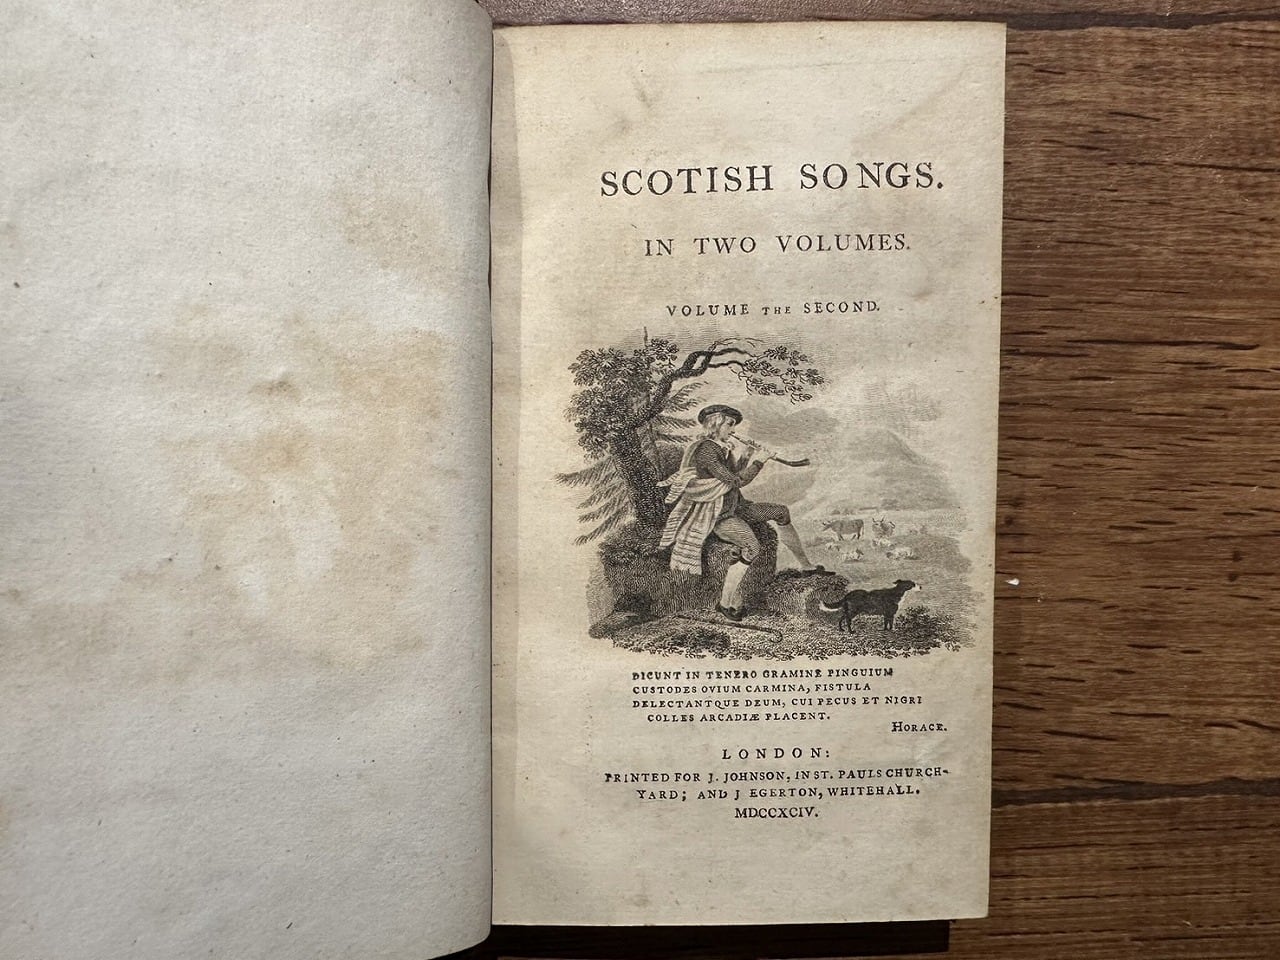 SCOTISH SONGS.
IN TWO VOLUMES.
VOLUME THE SECOND.
DICUNT IN TENERO GRAMINE PINGUIUM
CUSTODES OVIUM CARMINA, FISTULA
DELECTANTQUE DEUM, CUI PECUS ET NIGRI
COLLES ARCADIÆ PLACENT.
HORACE.
LONDON:
PRINTED FOR J. JOHNSON, IN ST. PAULS CHURCH-
YARD; AND J EGERTON, WHITEHALL.
MDCCXCIV.